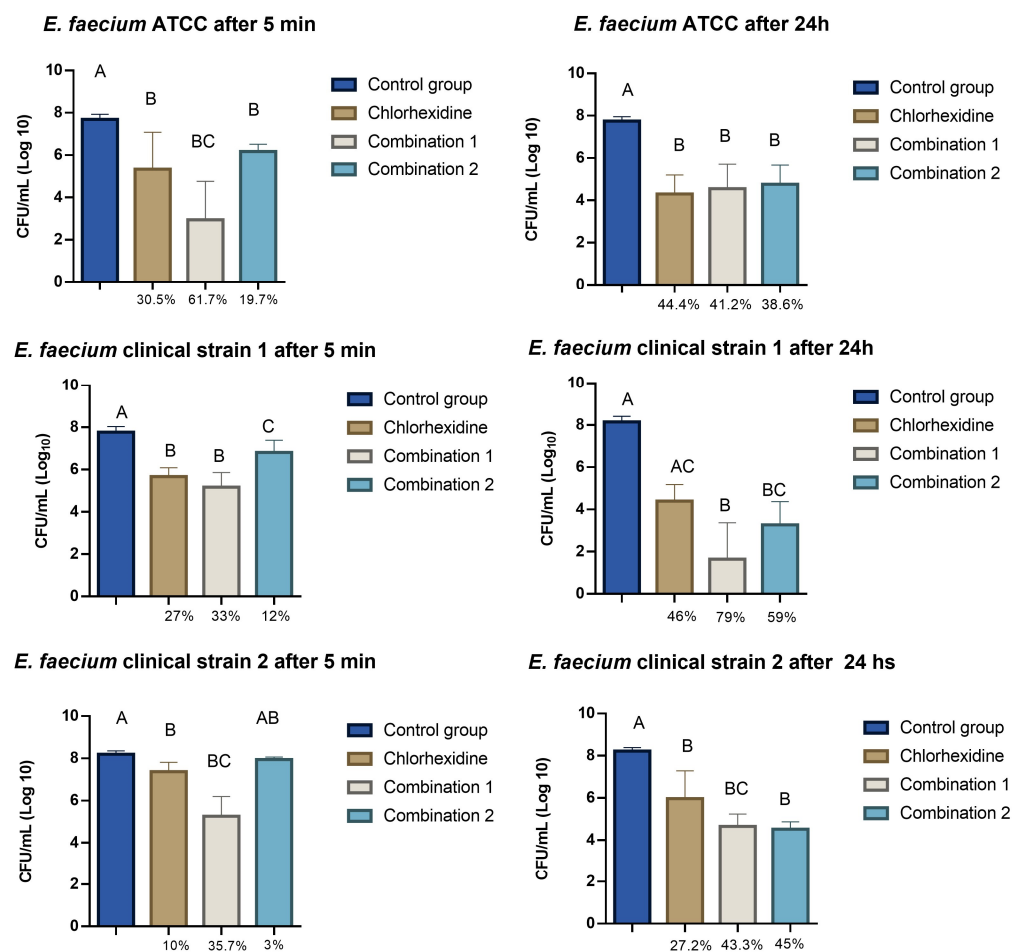 E. faecium ATCC after 5 min
CFU/mL (Log 10)
10
8
6
4
2
0
A
B
BC
B
30.5% 61.7% 19.7%
Control group
Chlorhexidine
Combination 1
Combination 2
E. faecium ATCC after 24h
CFU/mL (Log 10)
10
8
6
4
2
0
A
B
B
B
44.4% 41.2% 38.6%
Control group
Chlorhexidine
Combination 1
Combination 2
E. faecium clinical strain 1 after 5 min
CFU/mL (Log₁₀)
10
8
6
4
2
0
A
B
B
C
27% 33% 12%
Control group
Chlorhexidine
Combination 1
Combination 2
E. faecium clinical strain 1 after 24h
CFU/mL (Log₁₀)
10
8
6
4
2
0
A
AC
B
BC
46% 79% 59%
Control group
Chlorhexidine
Combination 1
Combination 2
E. faecium clinical strain 2 after 5 min
CFU/mL (Log 10)
10
8
6
4
2
0
A
B
BC
AB
10% 35.7% 3%
Control group
Chlorhexidine
Combination 1
Combination 2
E. faecium clinical strain 2 after 24 hs
CFU/mL (Log 10)
10
8
6
4
2
0
A
B
BC
B
27.2% 43.3% 45%
Control group
Chlorhexidine
Combination 1
Combination 2